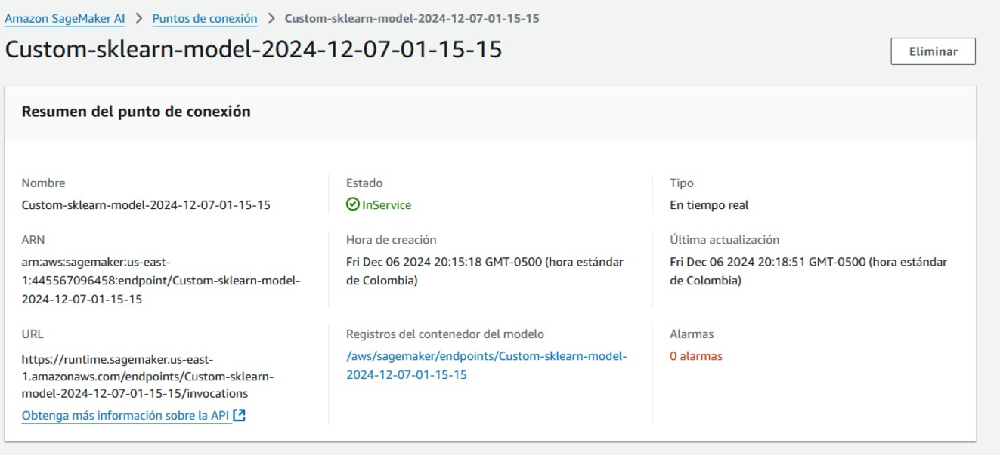 Amazon SageMaker AI > Puntos de conexión > Custom-sklearn-model-2024-12-07-01-15-15
Custom-sklearn-model-2024-12-07-01-15-15
Eliminar
Resumen del punto de conexión
Nombre
Custom-sklearn-model-2024-12-07-01-15-15
Estado
InService
Tipo
En tiempo real
ARN
arn:aws:sagemaker:us-east-
1:445567096458:endpoint/Custom-sklearn-model-
2024-12-07-01-15-15
Hora de creación
Fri Dec 06 2024 20:15:18 GMT-0500 (hora estándar
de Colombia)
Última actualización
Fri Dec 06 2024 20:18:51 GMT-0500 (hora estándar
de Colombia)
URL
https://runtime.sagemaker.us-east-
1.amazonaws.com/endpoints/Custom-sklearn-
model-2024-12-07-01-15-15/invocations
Obtenga más información sobre la API
Registros del contenedor del modelo
/aws/sagemaker/endpoints/Custom-sklearn-model-
2024-12-07-01-15-15
Alarmas
0 alarmas